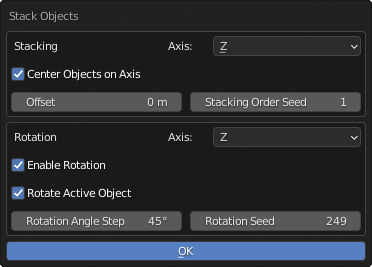 Stack Objects
Stacking Axis: Z
Center Objects on Axis
Offset 0 m Stacking Order Seed 1
Rotation Axis: Z
Enable Rotation
Rotate Active Object
Rotation Angle Step 45° Rotation Seed 249
OK